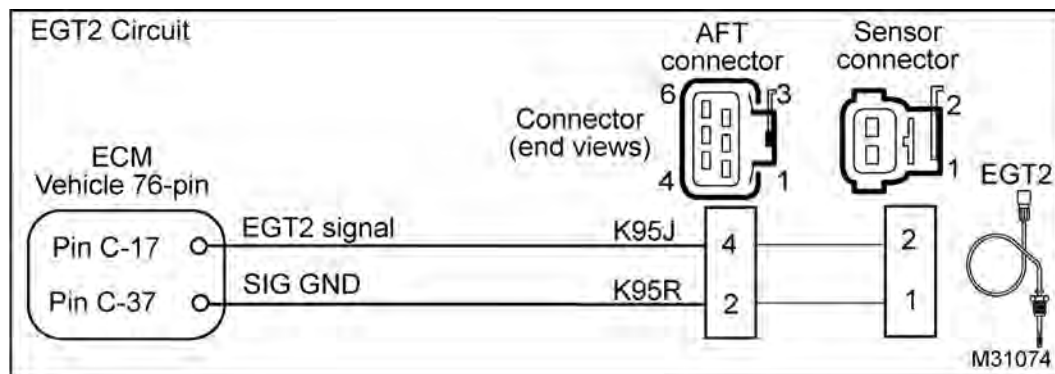 EGT2 Circuit
AFT
connector
Sensor
connector
6
3
2
Connector
(end views)
4
1
1
ECM
Vehicle 76-pin
EGT2
Pin C-17
EGT2 signal
K95J
4
2
Pin C-37
SIG GND
K95R
2
1
M31074